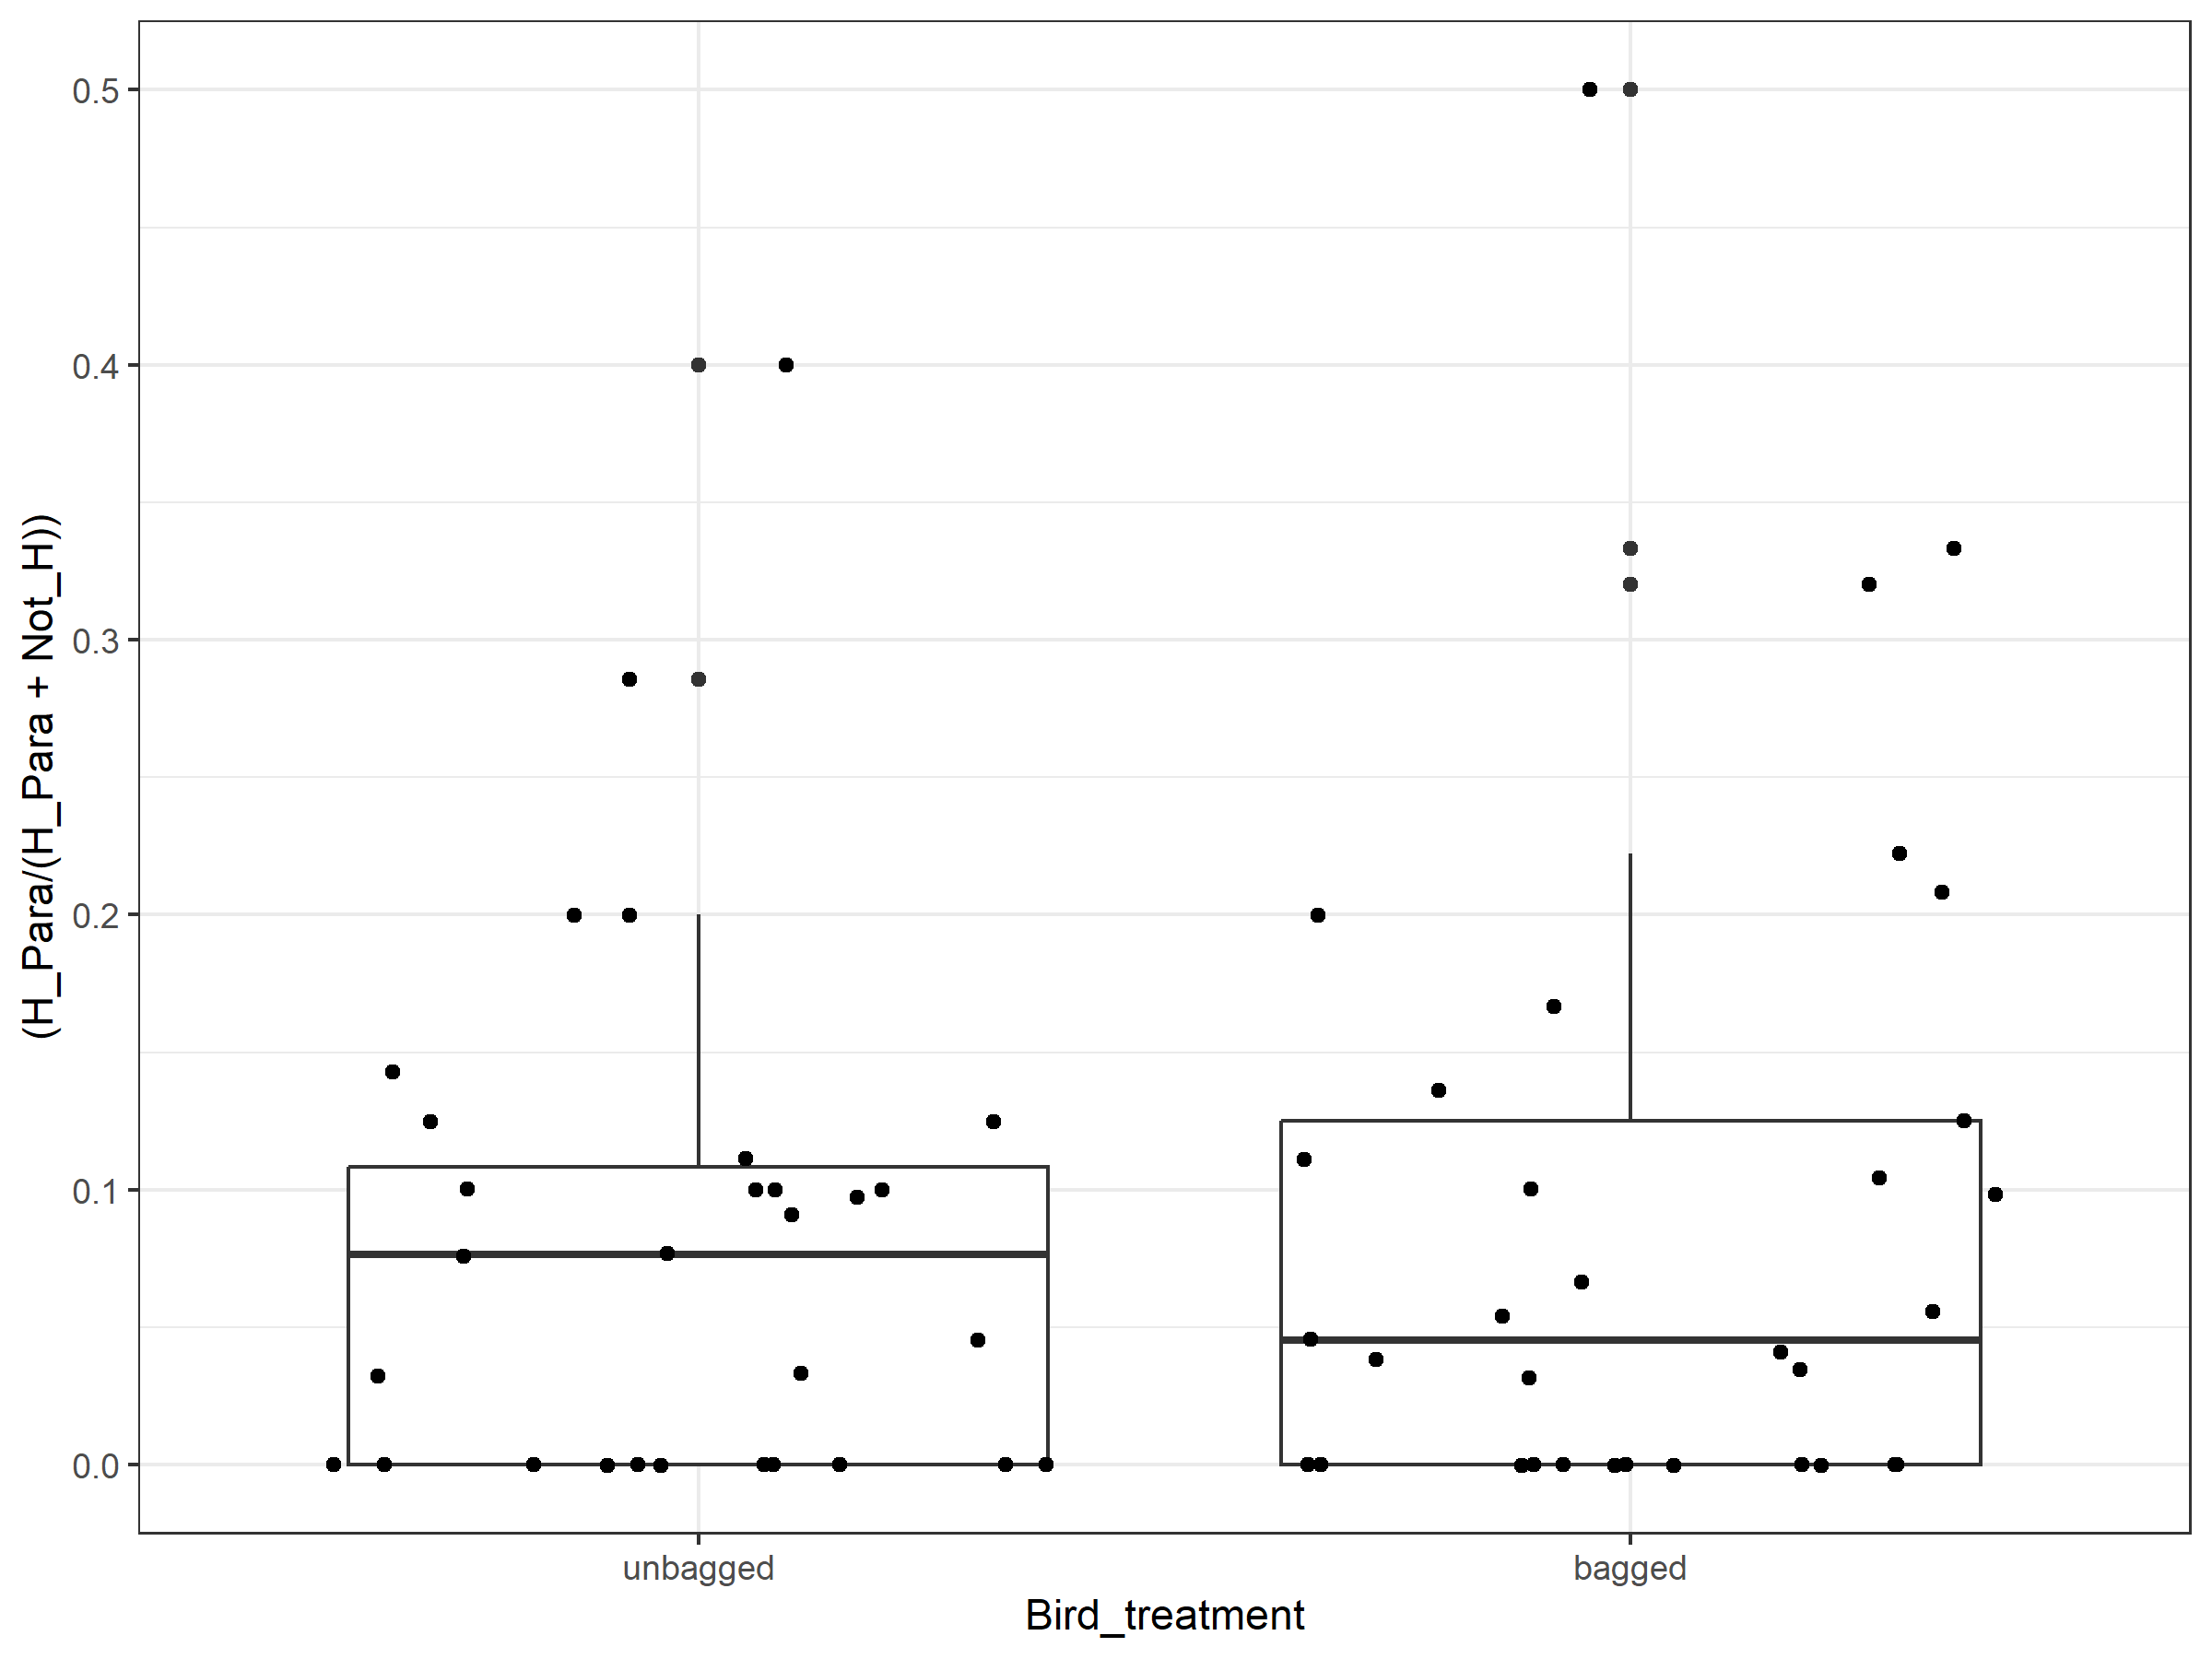 (H_Para/(H_Para + Not_H))
0.5
0.4
0.3
0.2
0.1
0.0
unbagged
bagged
Bird_treatment